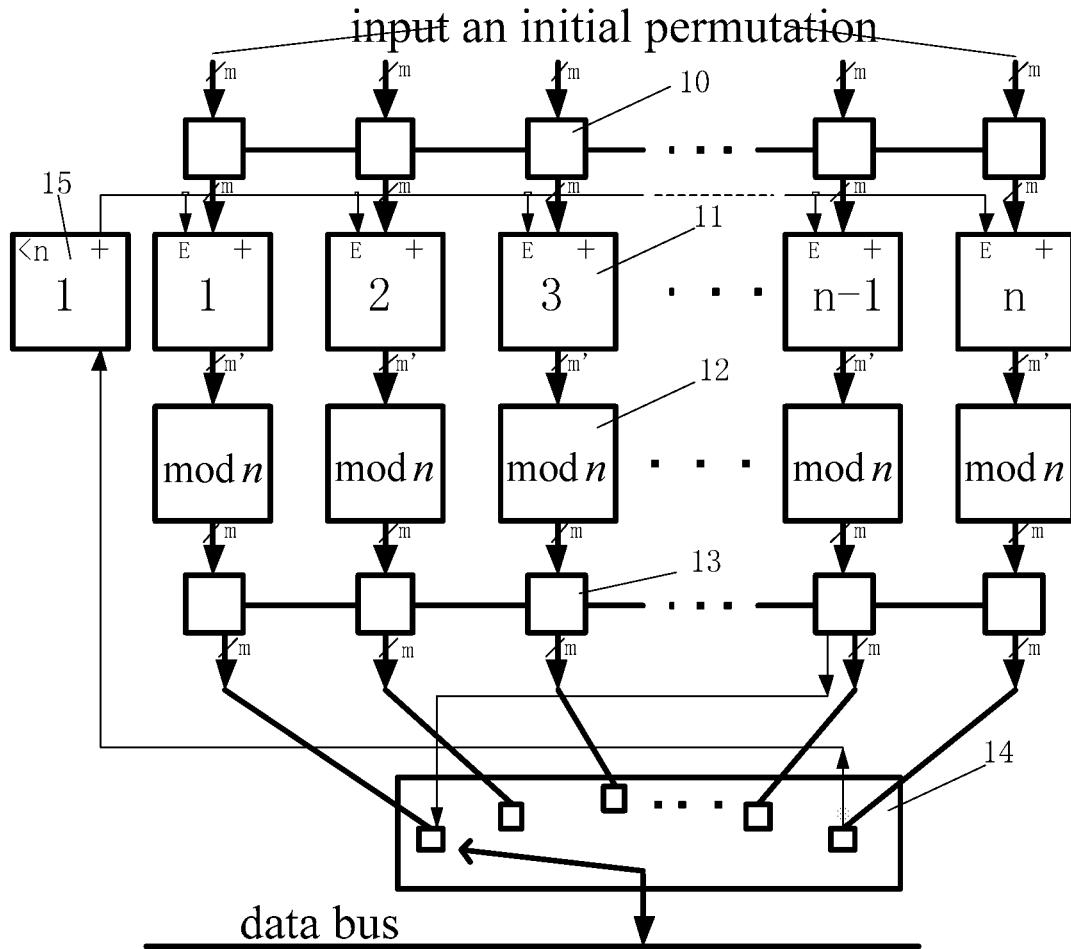 input an initial permutation
m m m m m
10
m m m m m
15
11
<n + E + E + E + E + E +
1 1 2 3 n-1 n
m' m' m' m' m'
12
mod n mod n mod n mod n mod n
m m m m m
13
m m m m m
14
data bus